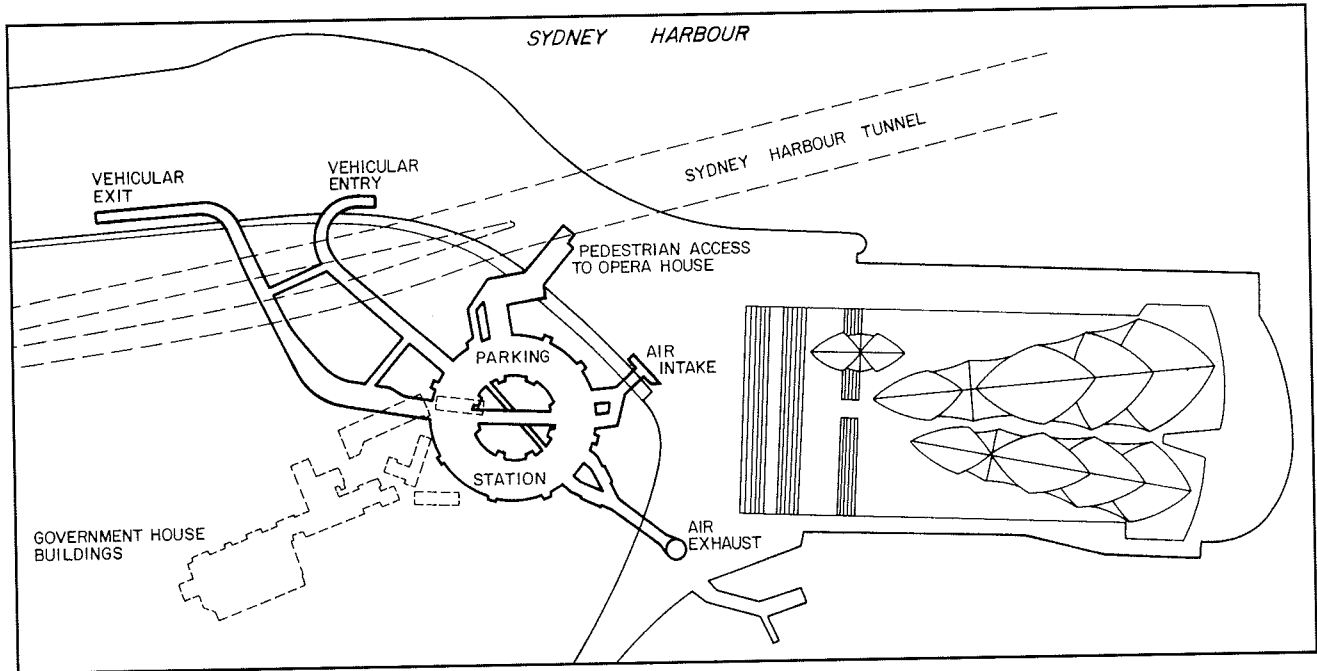 SYDNEY HARBOUR
SYDNEY HARBOUR TUNNEL
VEHICULAR
EXIT
VEHICULAR
ENTRY
PEDESTRIAN ACCESS
TO OPERA HOUSE
PARKING
AIR
INTAKE
STATION
GOVERNMENT HOUSE
BUILDINGS
AIR
EXHAUST